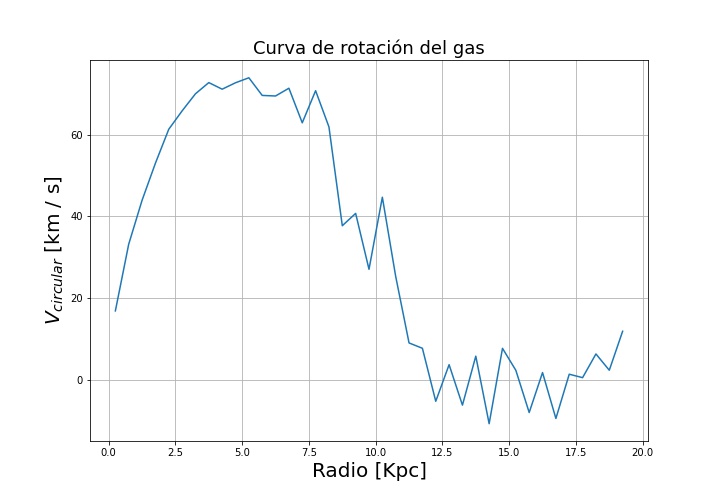 Curva de rotación del gas
V_circular [km / s]
60
40
20
0
0.0 2.5 5.0 7.5 10.0 12.5 15.0 17.5 20.0
Radio [Kpc]